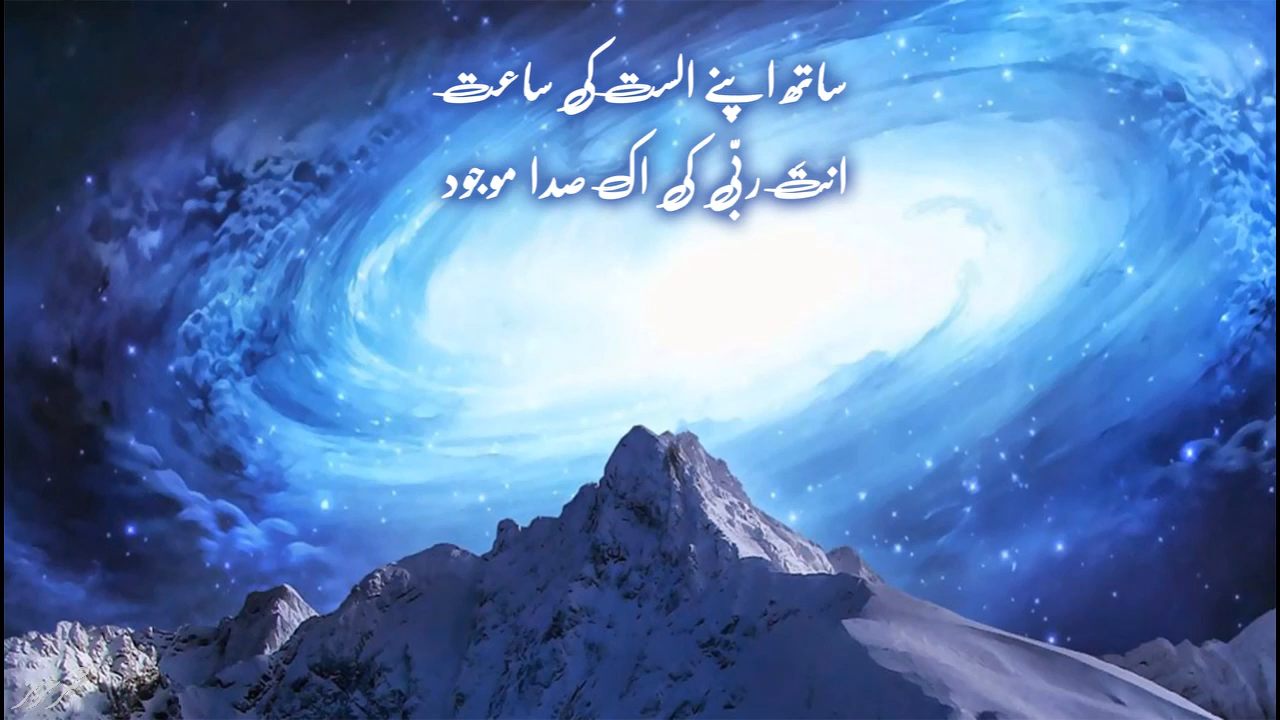 ساتھ اپنے الست کی ساعت
انتَ ربّی کی اک صدا موجود